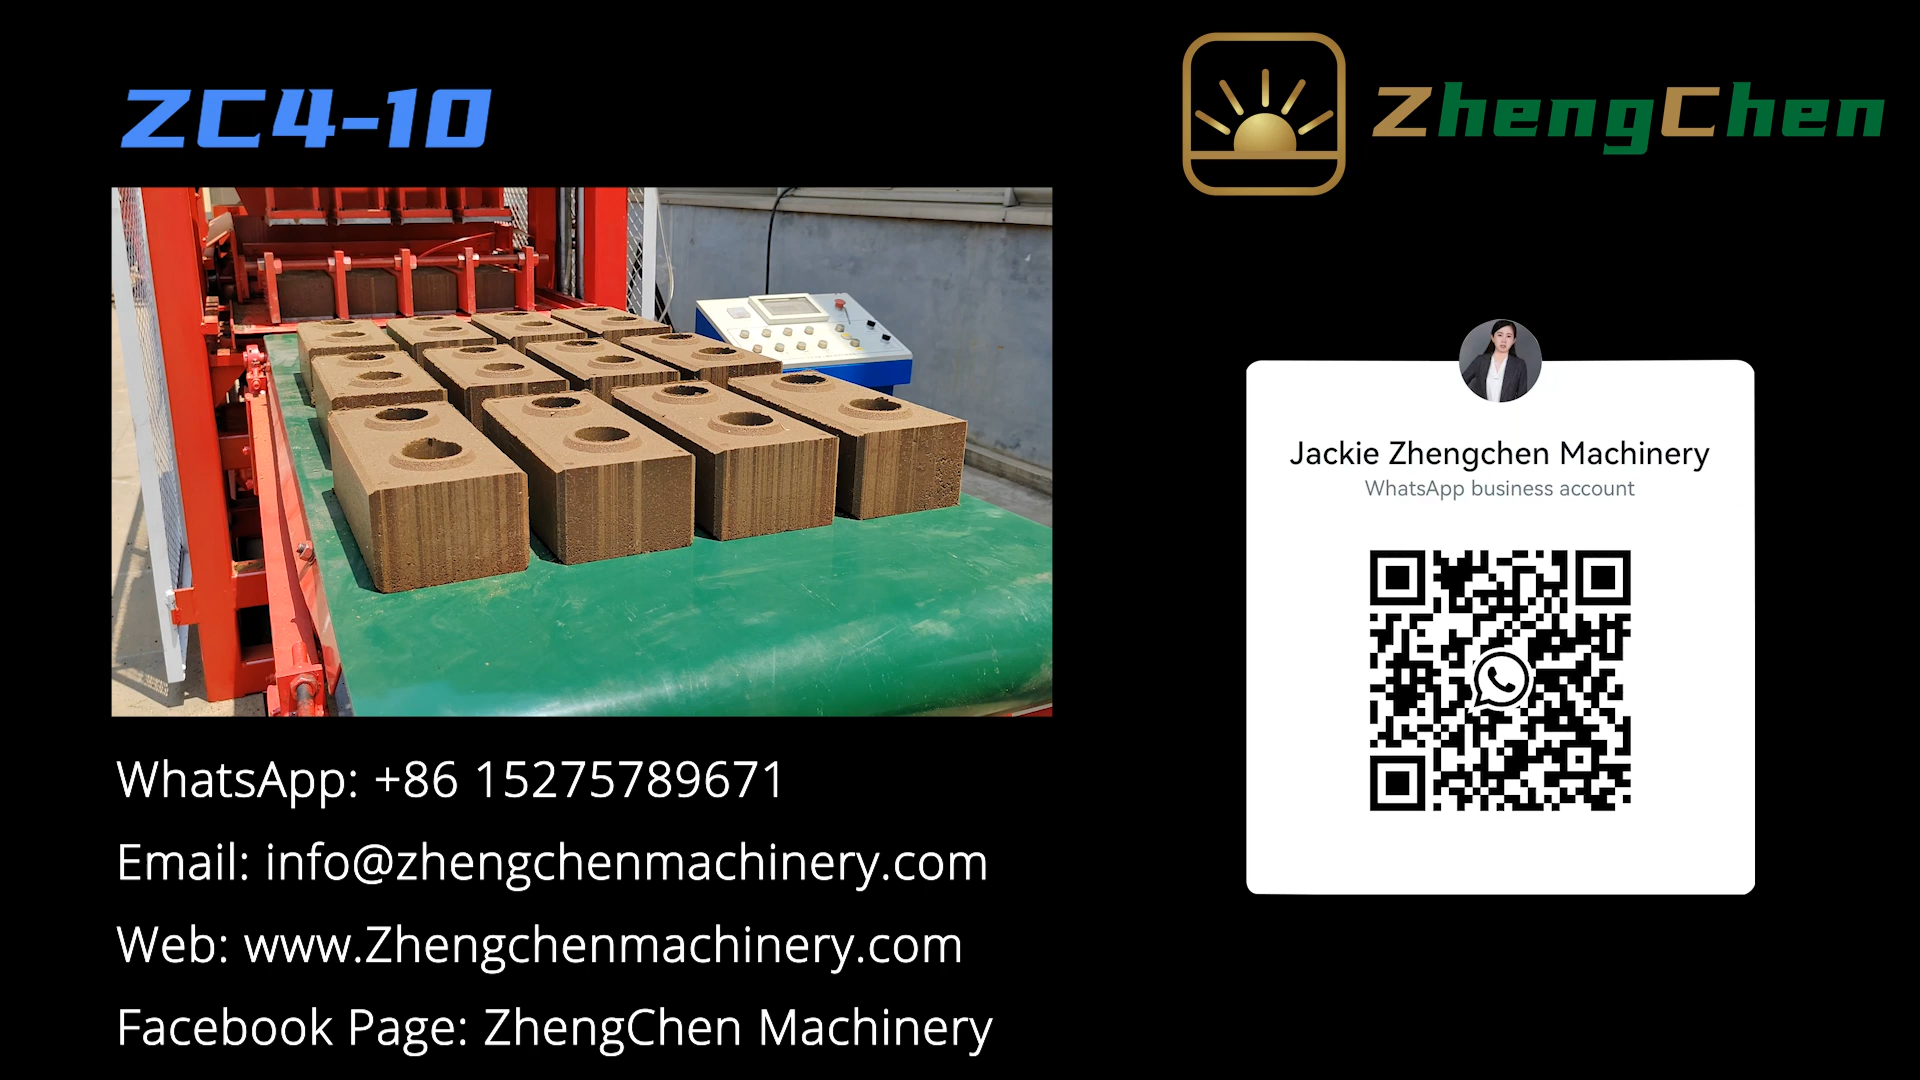 ZC4-10
ZhengChen
Jackie Zhengchen Machinery
WhatsApp business account
WhatsApp: +86 15275789671
Email: info@zhengchenmachinery.com
Web: www.Zhengchenmachinery.com
Facebook Page: ZhengChen Machinery